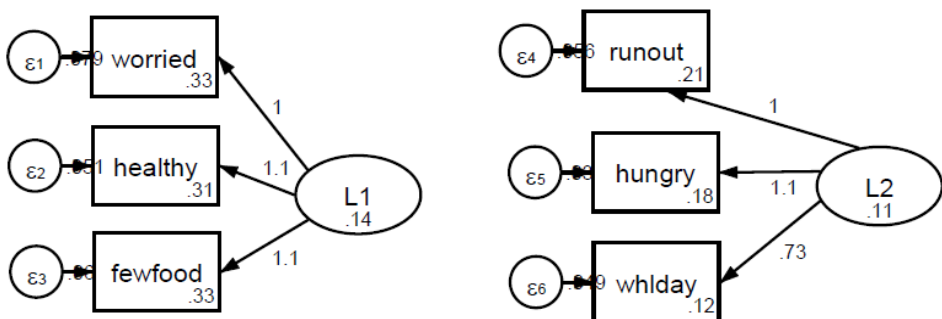 ε1
worried
.33
1
ε2
healthy
.31
1.1
L1
.14
ε3
fewfood
.33
1.1
ε4
runout
.21
1
ε5
hungry
.18
1.1
L2
.11
ε6
whlday
.12
.73